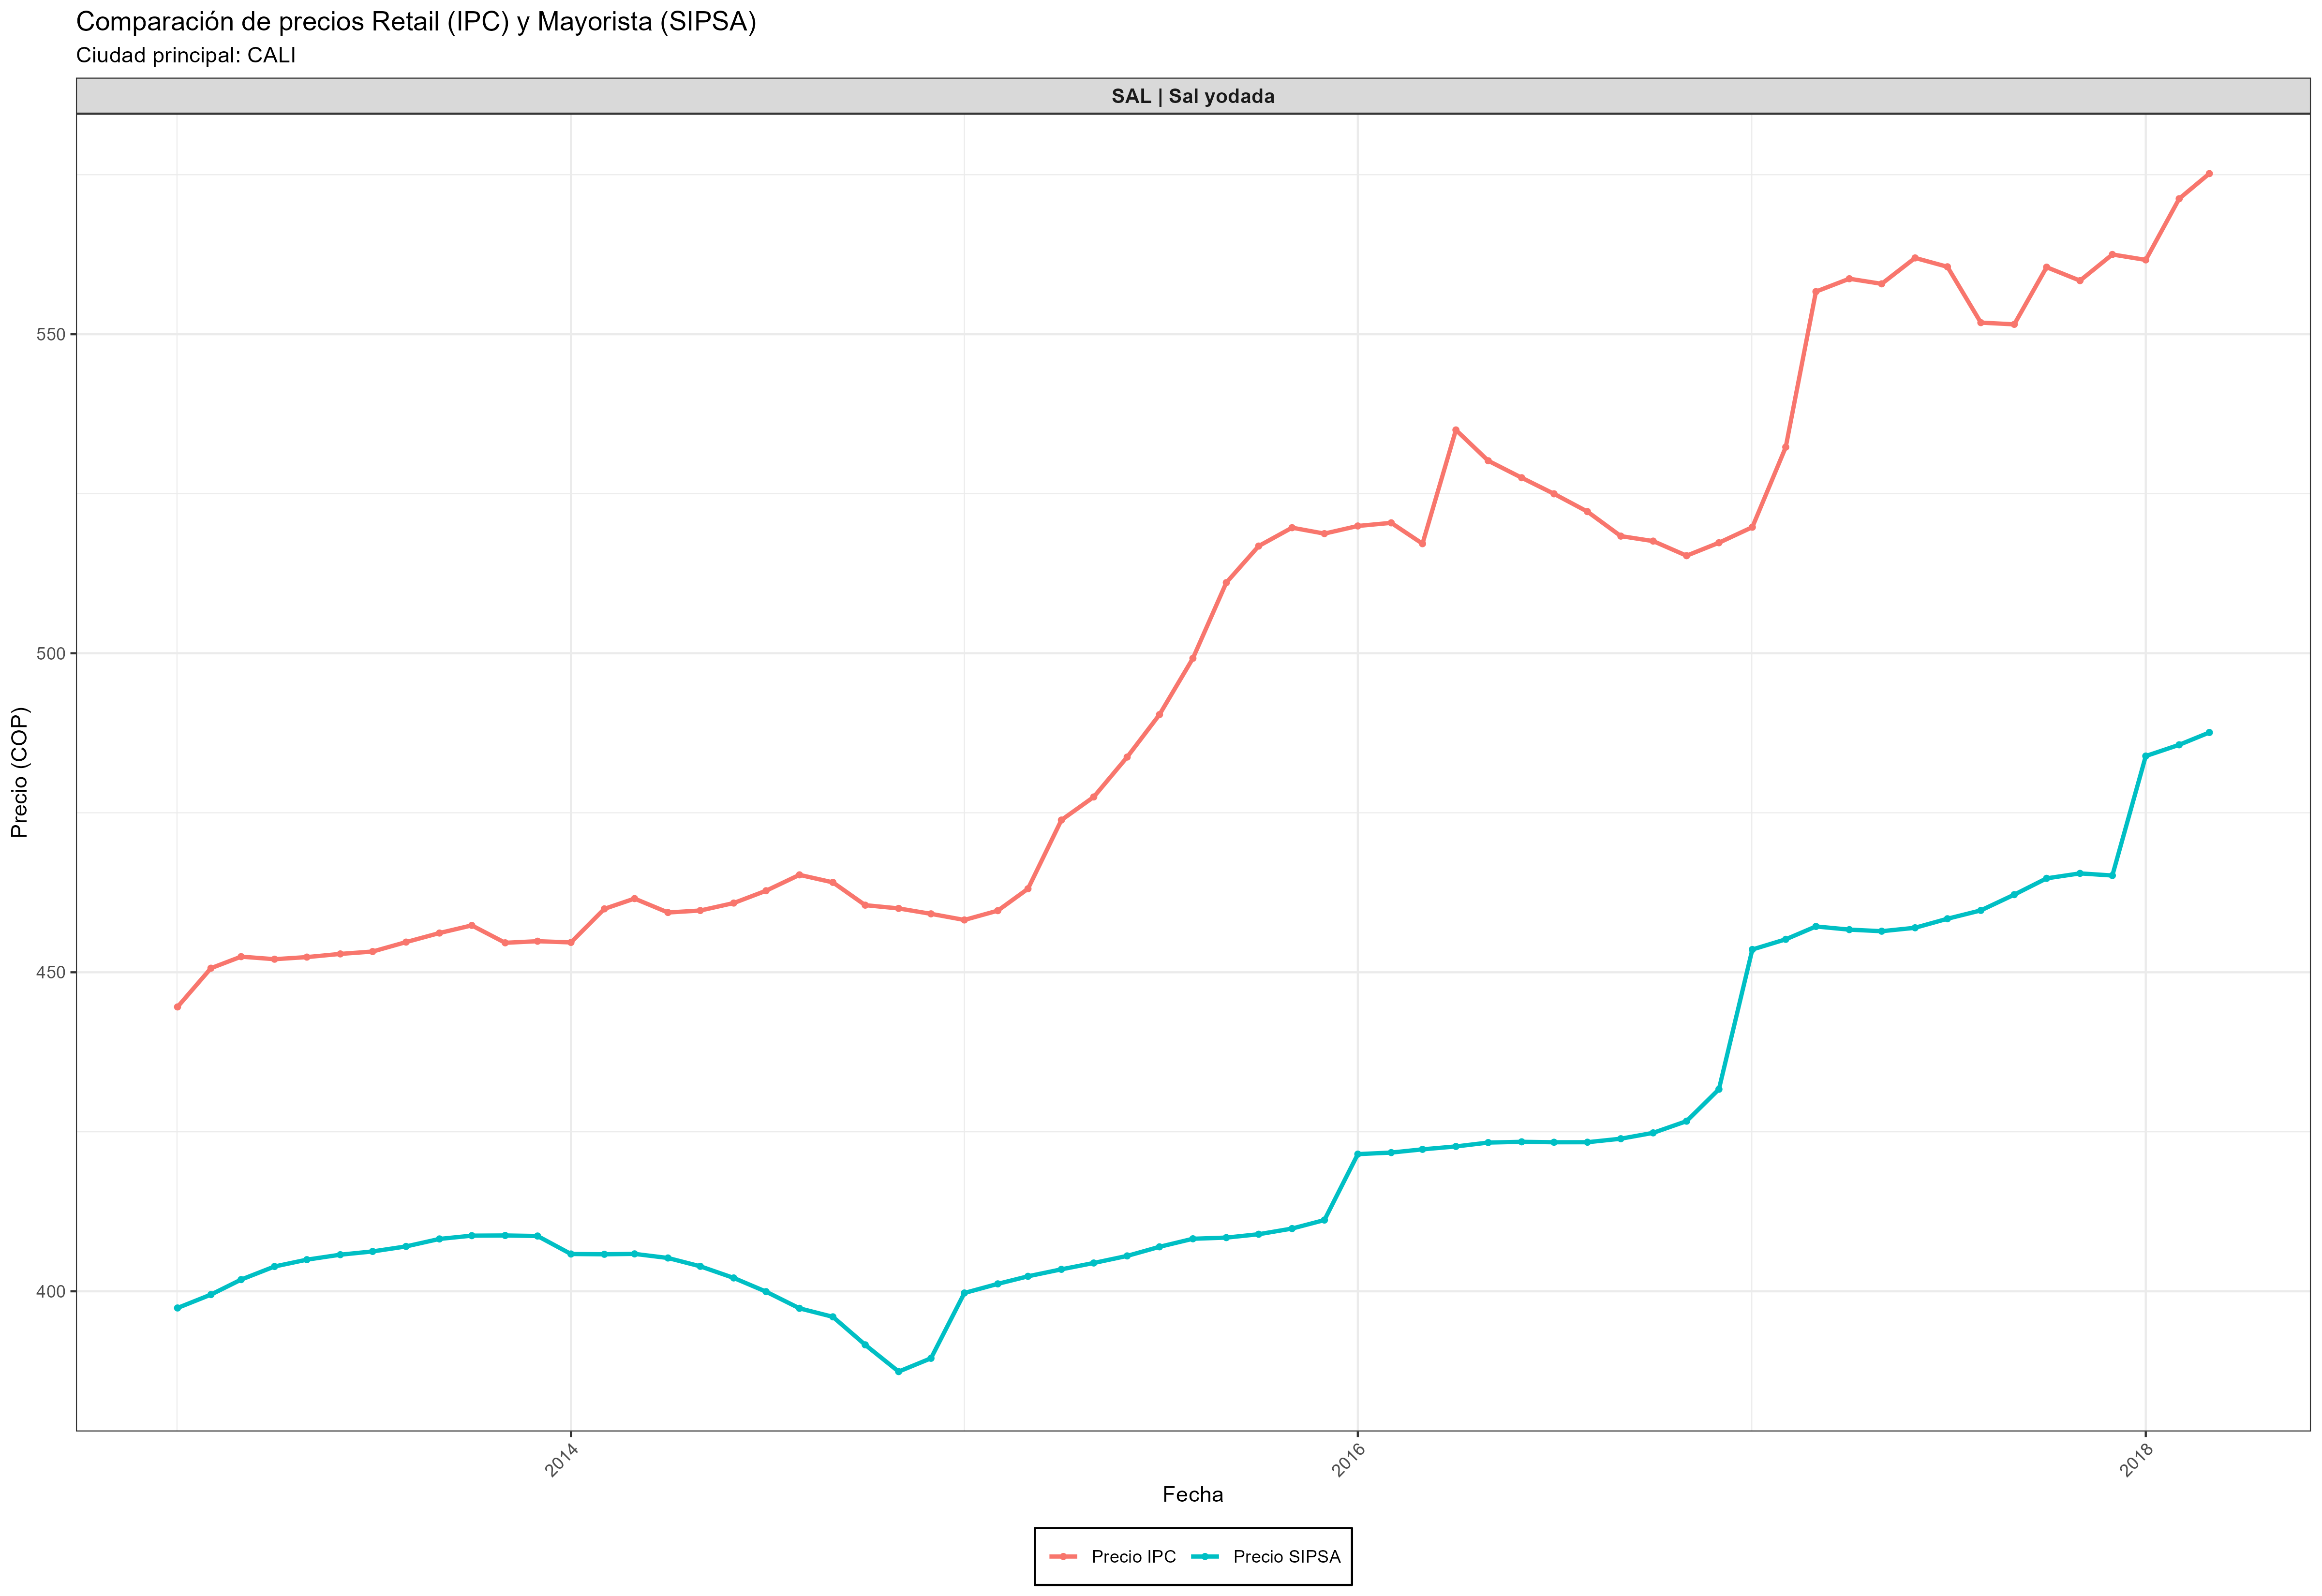 Comparación de precios Retail (IPC) y Mayorista (SIPSA)
Ciudad principal: CALI
SAL | Sal yodada
Precio (COP)
550
500
450
400
2014
2016
2018
Fecha
Precio IPC
Precio SIPSA